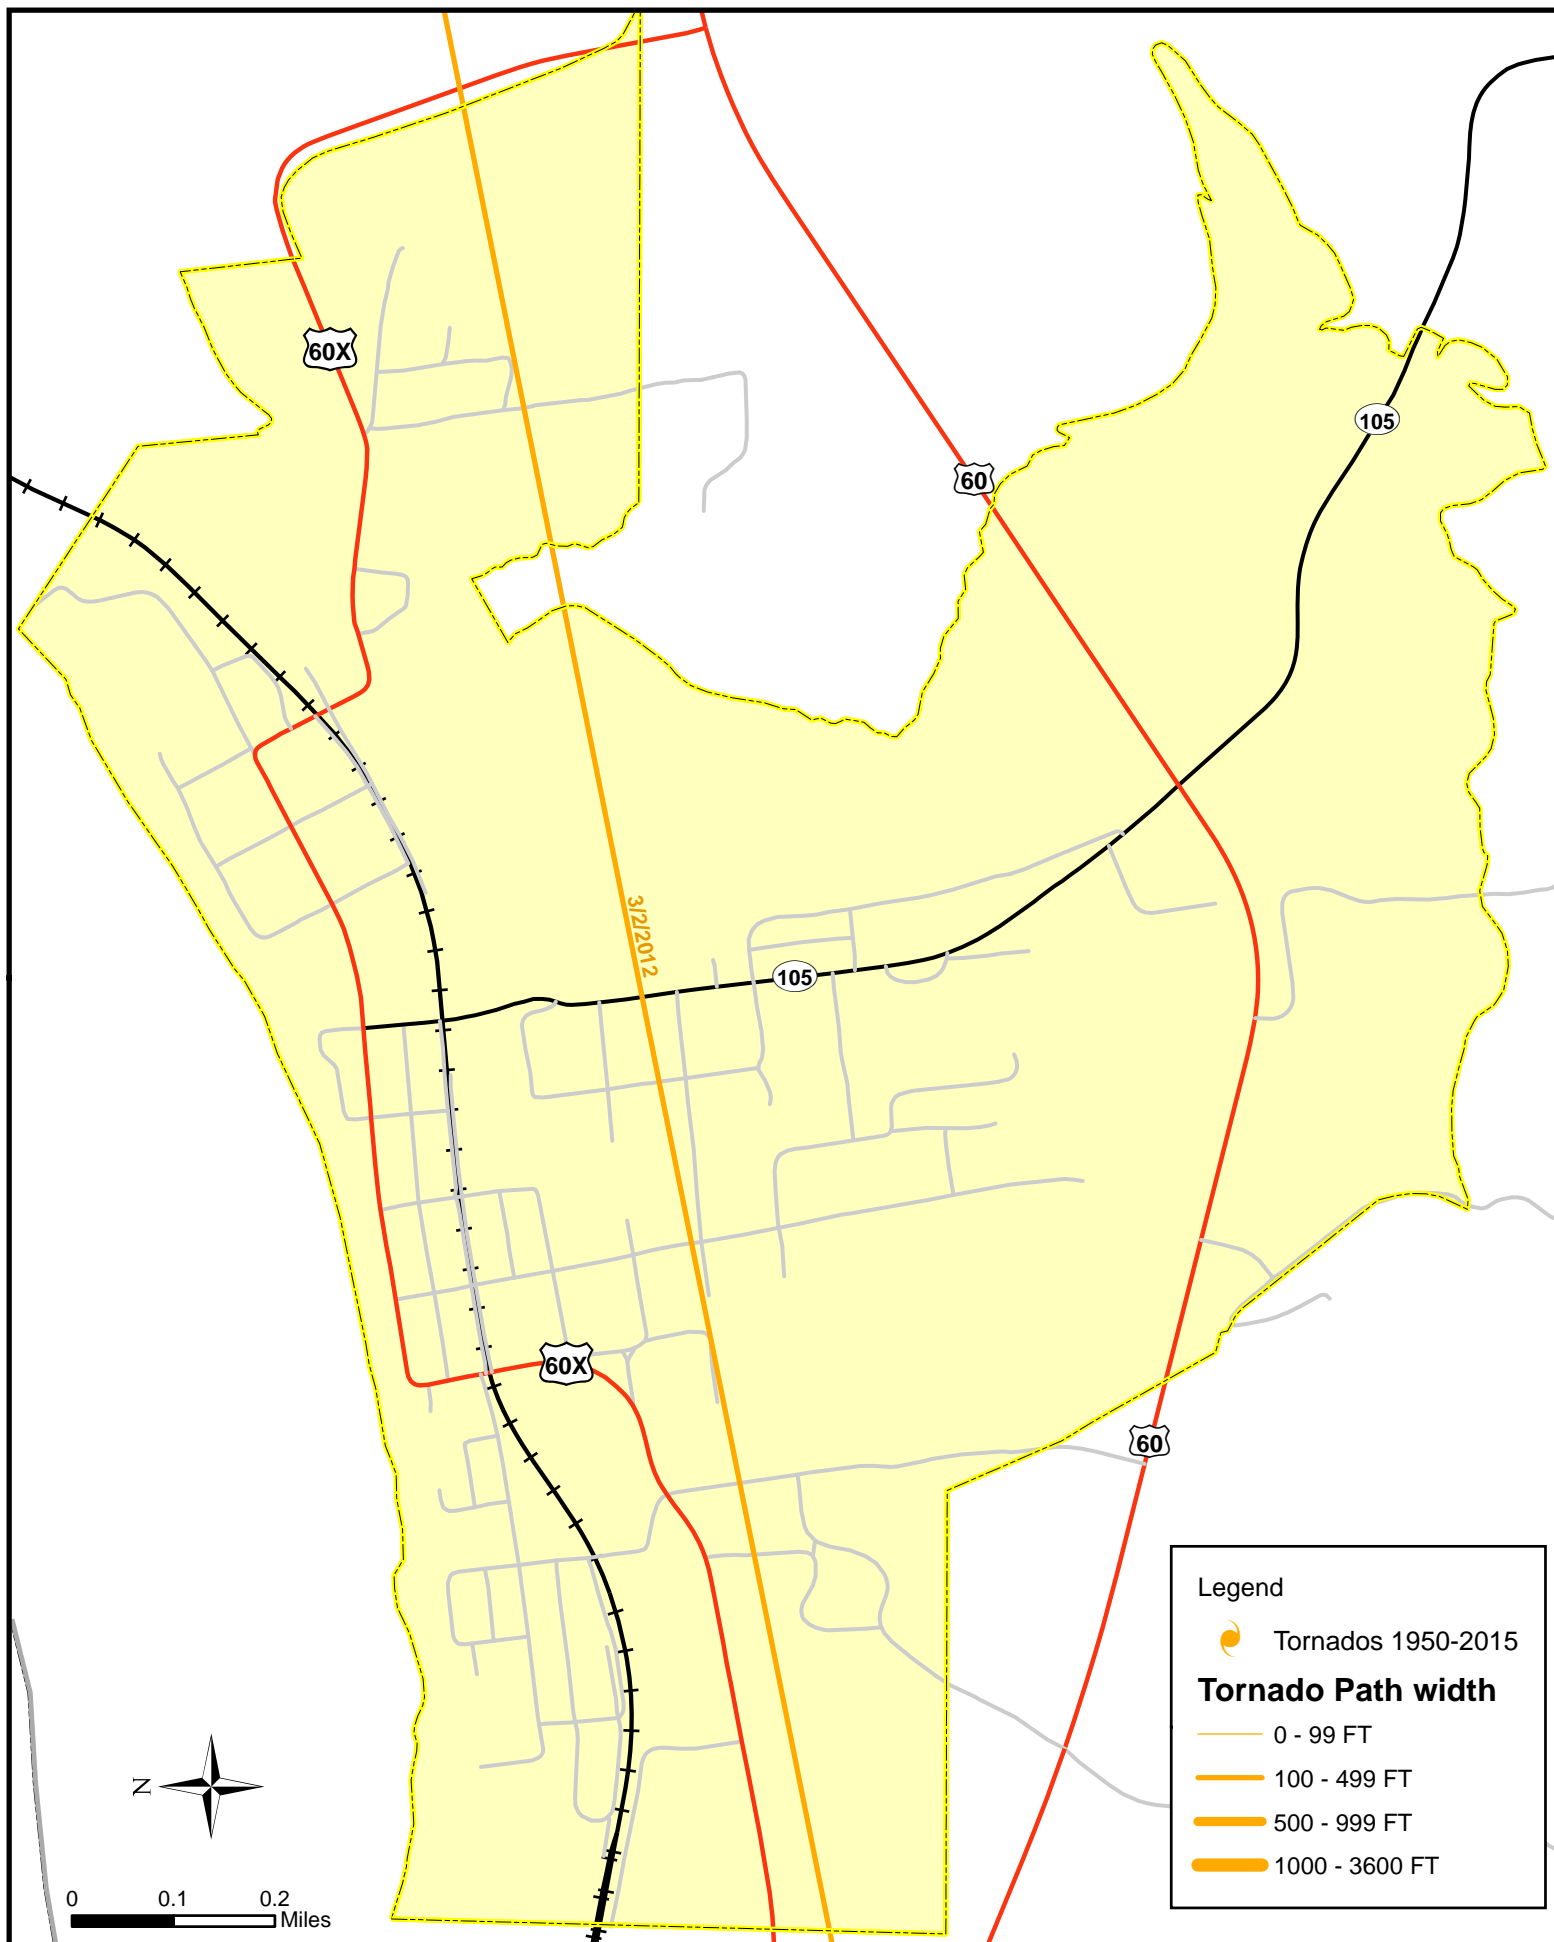 60X
105
60
3/2/2012
105
60X
60
Legend
Tornados 1950-2015
Tornado Path width
0 - 99 FT
100 - 499 FT
500 - 999 FT
1000 - 3600 FT
N
0 0.1 0.2
Miles